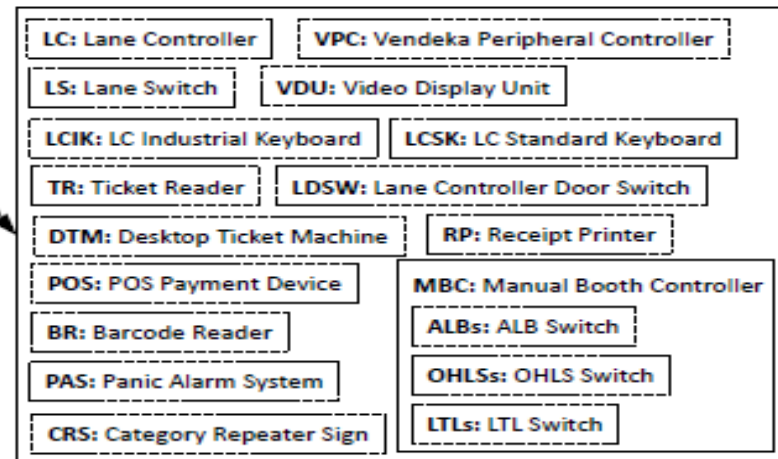 LC: Lane Controller
VPC: Vendeka Peripheral Controller
LS: Lane Switch
VDU: Video Display Unit
LCIK: LC Industrial Keyboard
LCSK: LC Standard Keyboard
TR: Ticket Reader
LDSW: Lane Controller Door Switch
DTM: Desktop Ticket Machine
RP: Receipt Printer
POS: POS Payment Device
BR: Barcode Reader
PAS: Panic Alarm System
CRS: Category Repeater Sign
MBC: Manual Booth Controller
ALBs: ALB Switch
OHLSs: OHLS Switch
LTLs: LTL Switch